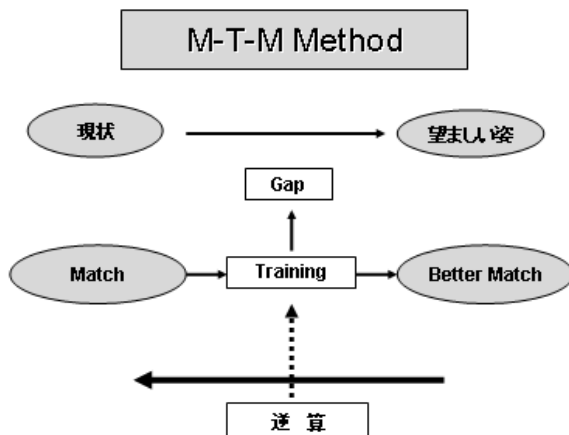 M-T-M Method
現状
望ましい姿
Gap
Match
Training
Better Match
逆 算